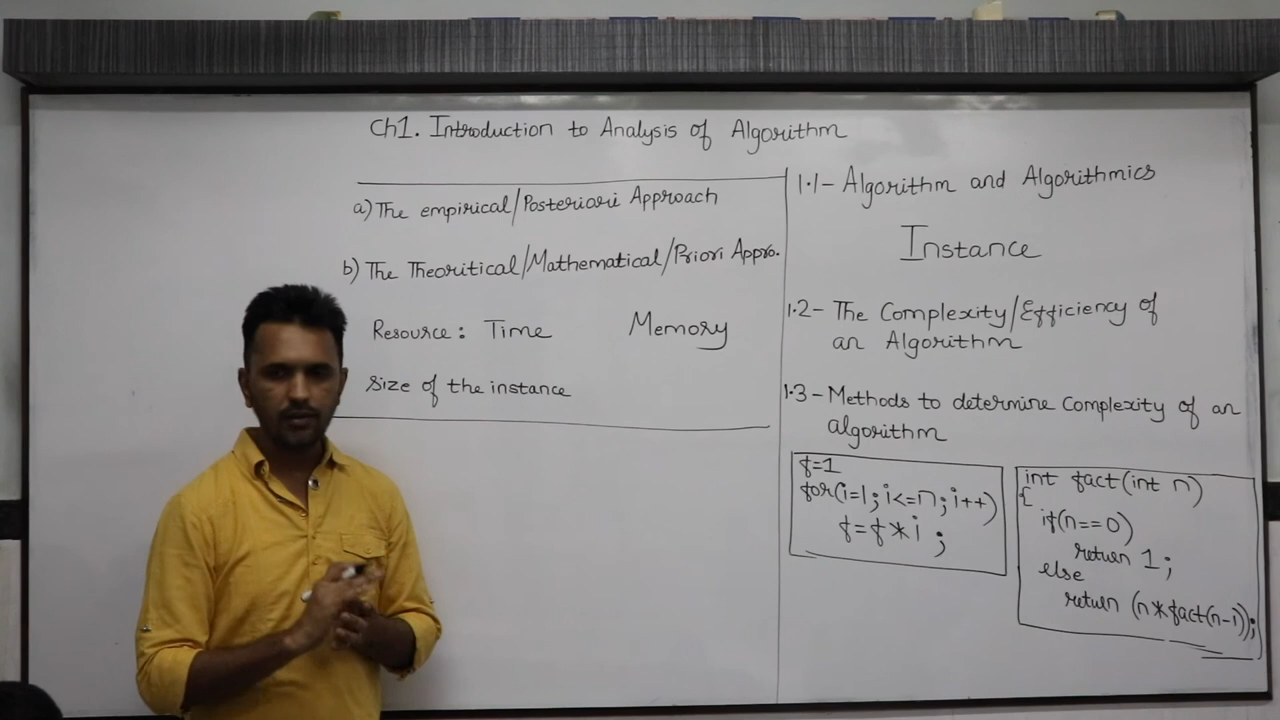 Ch1. Introduction to Analysis of Algorithm
a) The empirical/Posteriori Approach
b) The Theoritical/Mathematical/Priori Appro.
Resource: Time Memory
Size of the instance
1.1- Algorithm and Algorithmics
Instance
1.2- The Complexity/Efficiency of
an Algorithm
1.3- Methods to determine Complexity of an
algorithm
f=1
for(i=1;i<=n;i++)
f=f*i;
int fact(int n)
{
if(n==0)
return 1;
else
return (n*fact(n-1));